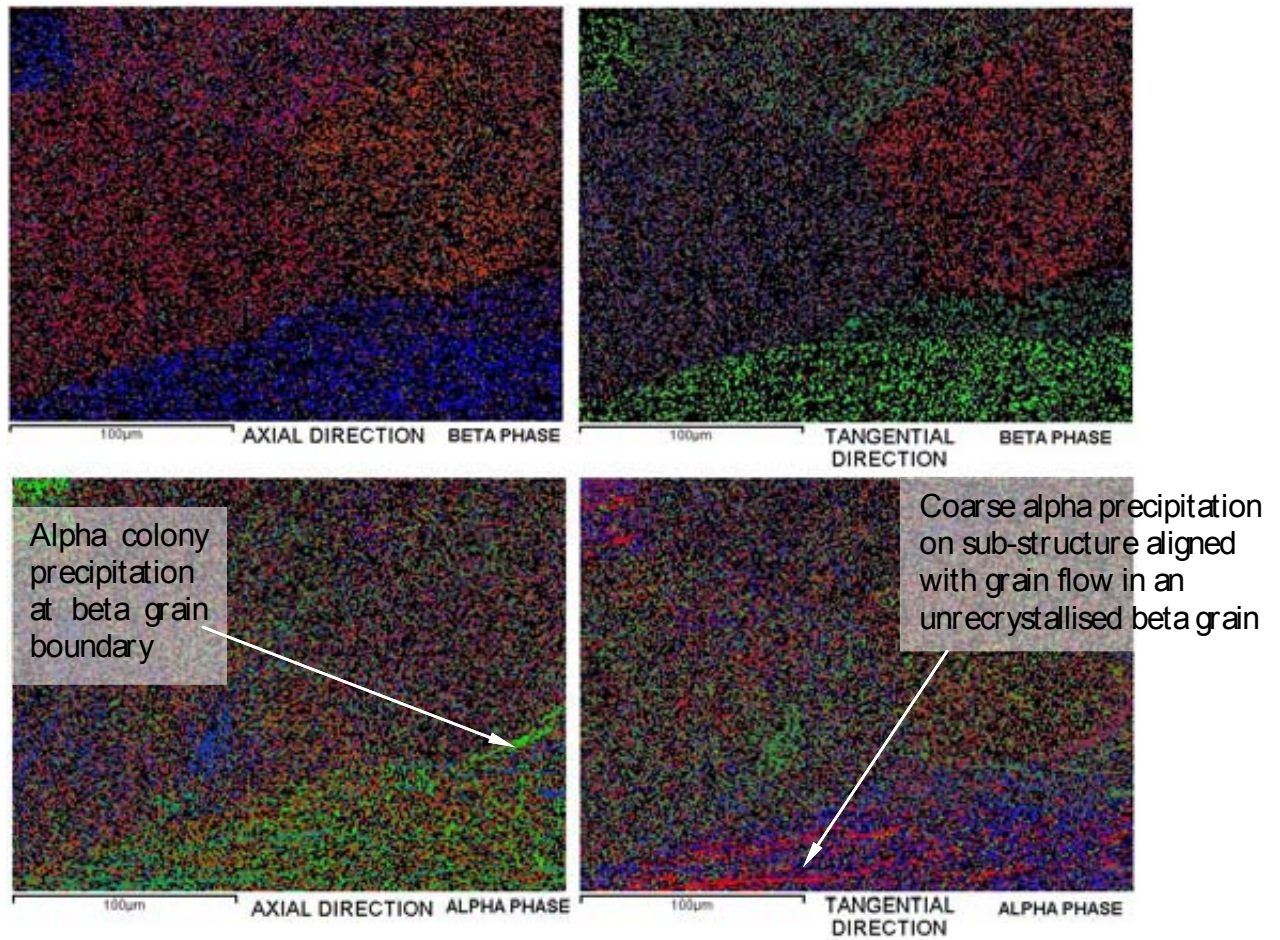 100µm
AXIAL DIRECTION BETA PHASE
100µm
TANGENTIAL
DIRECTION
BETA PHASE
Alpha colony
precipitation
at beta grain
boundary
Coarse alpha precipitation
on sub-structure aligned
with grain flow in an
unrecrystallised beta grain
100µm
AXIAL DIRECTION ALPHA PHASE
100µm
TANGENTIAL
DIRECTION
ALPHA PHASE